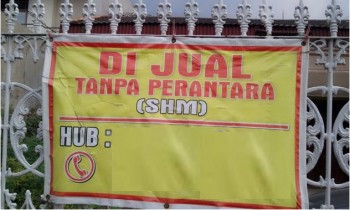 DI JUAL
TANPA PERANTARA
(SHM)
HUB :